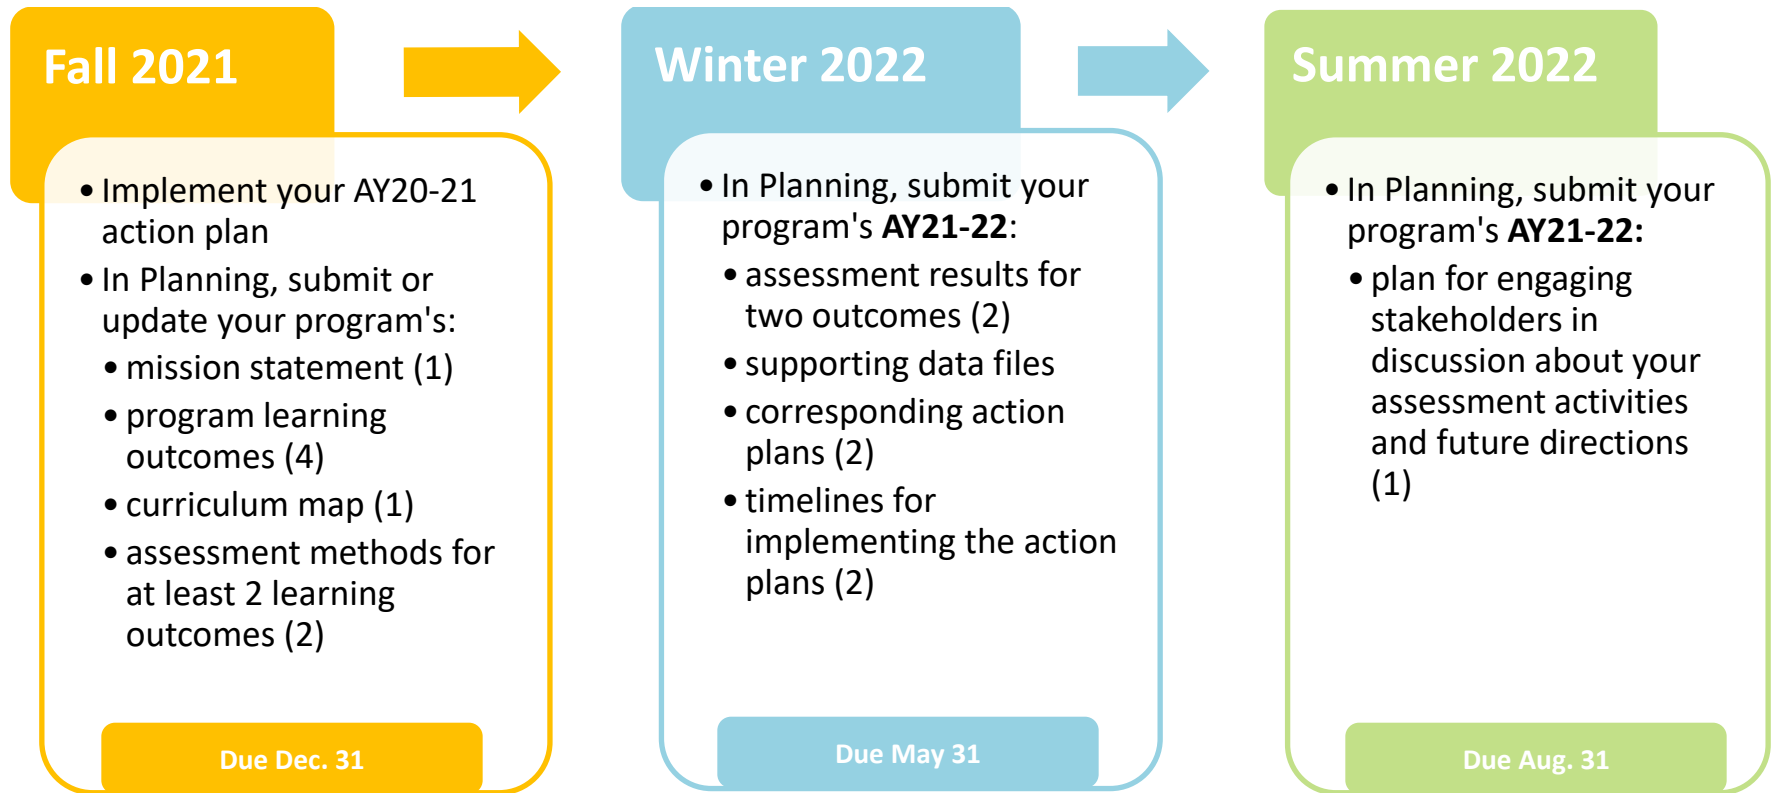 Fall 2021
• Implement your AY20-21
action plan
• In Planning, submit or
update your program's:
• mission statement (1)
• program learning
outcomes (4)
• curriculum map (1)
• assessment methods for
at least 2 learning
outcomes (2)
Due Dec. 31
Winter 2022
• In Planning, submit your
program's AY21-22:
• assessment results for
two outcomes (2)
• supporting data files
• corresponding action
plans (2)
• timelines for
implementing the action
plans (2)
Due May 31
Summer 2022
• In Planning, submit your
program's AY21-22:
• plan for engaging
stakeholders in
discussion about your
assessment activities
and future directions
(1)
Due Aug. 31